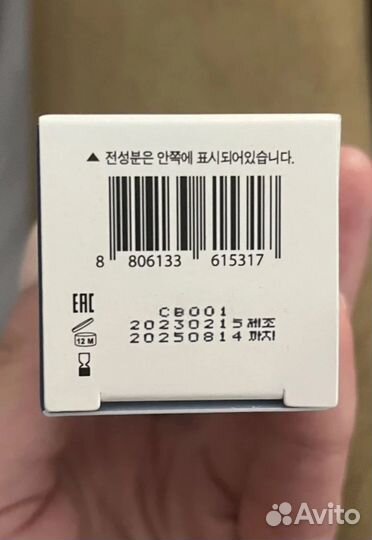 ▲ 전성분은 안쪽에 표시되어있습니다.
8 806133 615317
EAC
12 M
CB001
20230215 제조
20250814 까지
Avito